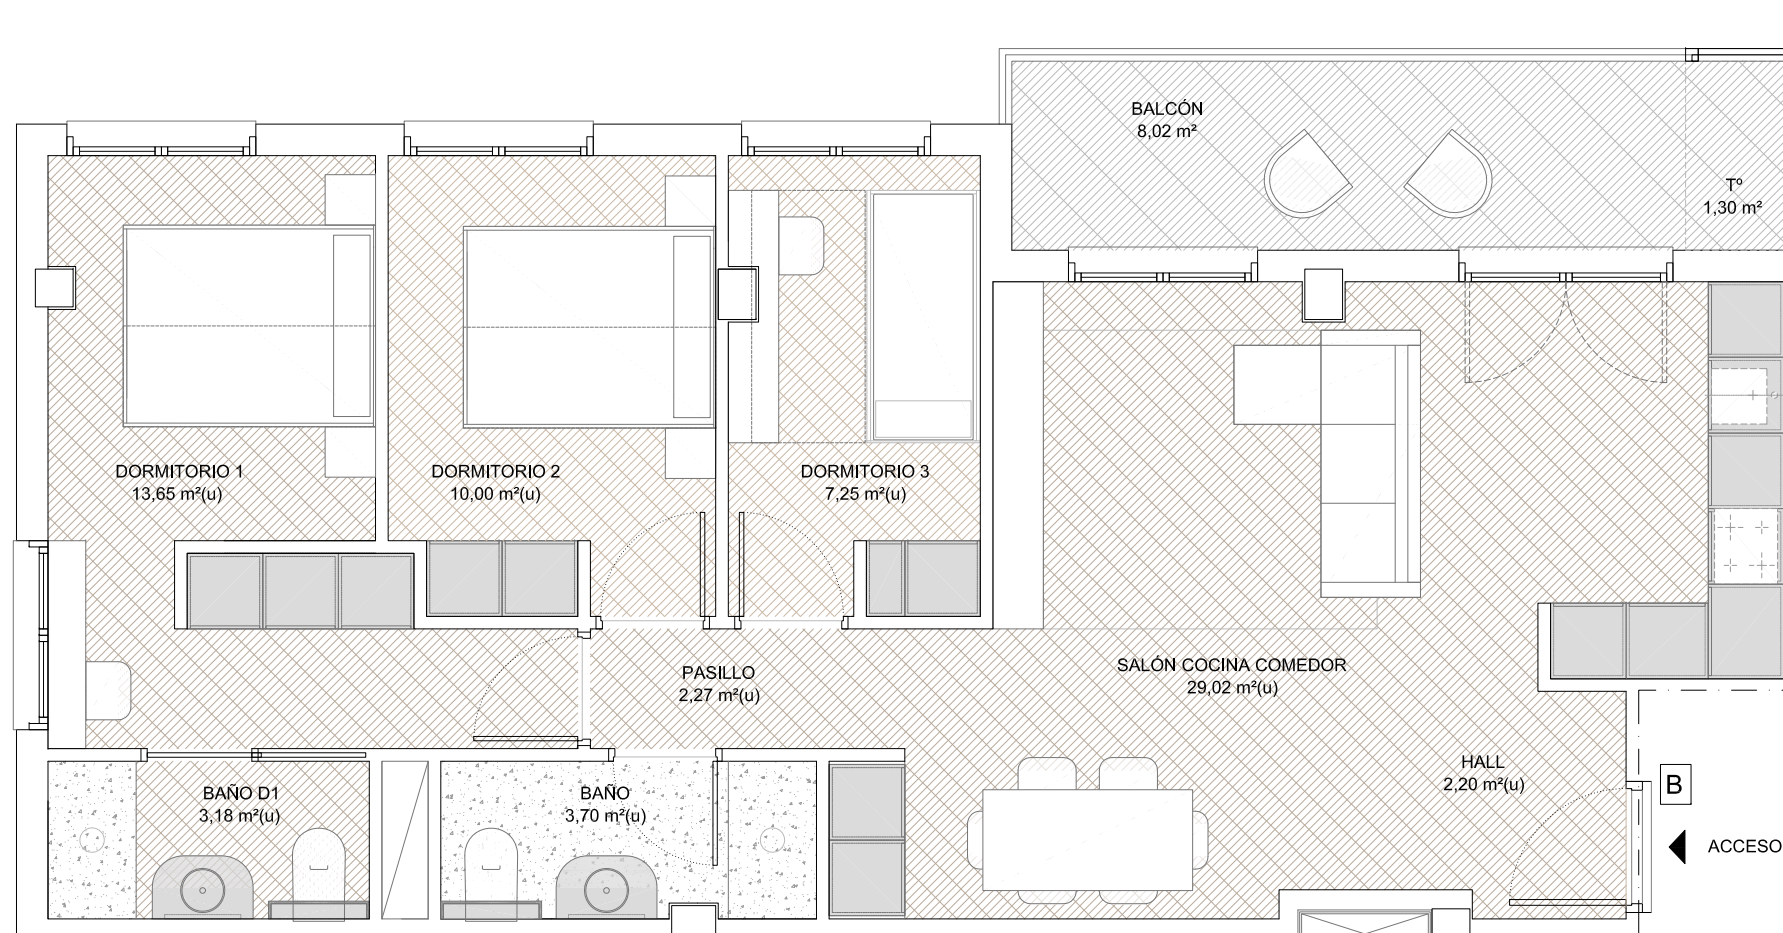 BALCÓN
8,02 m²
Tº
1,30 m²
DORMITORIO 1
13,65 m²(u)
DORMITORIO 2
10,00 m²(u)
DORMITORIO 3
7,25 m²(u)
PASILLO
2,27 m²(u)
SALÓN COCINA COMEDOR
29,02 m²(u)
HALL
2,20 m²(u)
B
ACCESO
BAÑO D1
3,18 m²(u)
BAÑO
3,70 m²(u)